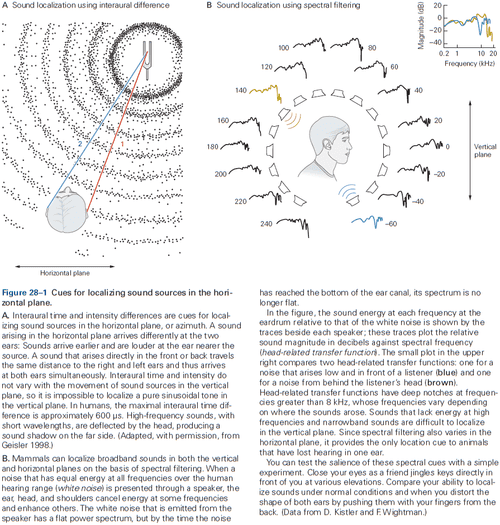 A Sound localization using interaural difference
B Sound localization using spectral filtering
Magnitude (dB)
20
0
−20
−40
0.2 1 10 20
Frequency (kHz)
100
80
120
60
140
40
160
20
180
0
200
−20
220
−40
240
−60
Vertical
plane
2
1
Horizontal plane
Figure 28–1 Cues for localizing sound sources in the hori-
zontal plane.
A. Interaural time and intensity differences are cues for local-
izing sound sources in the horizontal plane, or azimuth. A sound
arising in the horizontal plane arrives differently at the two
ears: Sounds arrive earlier and are louder at the ear nearer the
source. A sound that arises directly in the front or back travels
the same distance to the right and left ears and thus arrives
at both ears simultaneously. Interaural time and intensity do
not vary with the movement of sound sources in the vertical
plane, so it is impossible to localize a pure sinusoidal tone in
the vertical plane. In humans, the maximal interaural time dif-
ference is approximately 600 µs. High-frequency sounds, with
short wavelengths, are deflected by the head, producing a
sound shadow on the far side. (Adapted, with permission, from
Geisler 1998.)
B. Mammals can localize broadband sounds in both the vertical
and horizontal planes on the basis of spectral filtering. When a
noise that has equal energy at all frequencies over the human
hearing range (white noise) is presented through a speaker, the
ear, head, and shoulders cancel energy at some frequencies
and enhance others. The white noise that is emitted from the
speaker has a flat power spectrum, but by the time the noise
has reached the bottom of the ear canal, its spectrum is no
longer flat.
In the figure, the sound energy at each frequency at the
eardrum relative to that of the white noise is shown by the
traces beside each speaker; these traces plot the relative
sound magnitude in decibels against spectral frequency
(head-related transfer function). The small plot in the upper
right compares two head-related transfer functions: one for a
noise that arises low and in front of a listener (blue) and one
for a noise from behind the listener's head (brown).
Head-related transfer functions have deep notches at frequen-
cies greater than 8 kHz, whose frequencies vary depending
on where the sounds arose. Sounds that lack energy at high
frequencies and narrowband sounds are difficult to localize
in the vertical plane. Since spectral filtering also varies in the
horizontal plane, it provides the only location cue to animals
that have lost hearing in one ear.
You can test the salience of these spectral cues with a simple
experiment. Close your eyes as a friend jingles keys directly in
front of you at various elevations. Compare your ability to local-
ize sounds under normal conditions and when you distort the
shape of both ears by pushing them with your fingers from the
back. (Data from D. Kistler and F. Wightman.)